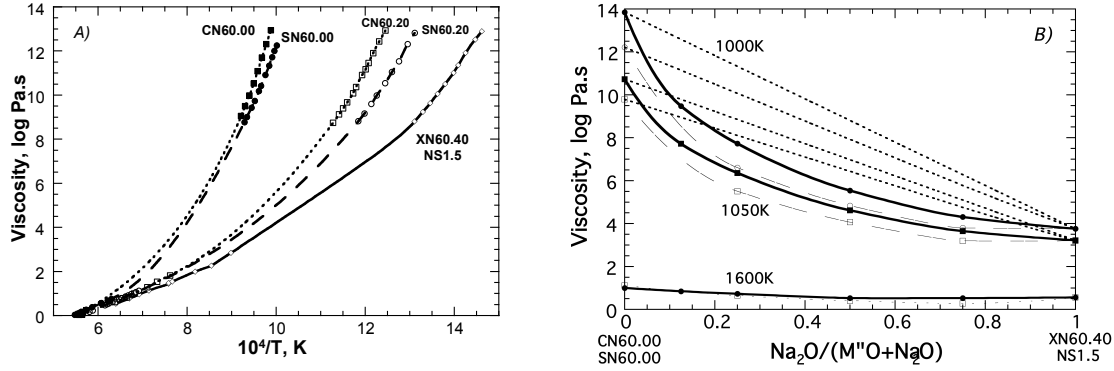 A)
CN60.00
SN60.00
CN60.20
SN60.20
XN60.40
NS1.5
Viscosity, log Pa.s
14
12
10
8
6
4
2
0
6
8
10
12
14
10⁴/T, K
B)
1000K
1050K
1600K
Viscosity, log Pa.s
14
12
10
8
6
4
2
0
0
0.2
0.4
0.6
0.8
1
CN60.00
SN60.00
Na₂O/(M"O+Na₂O)
XN60.40
NS1.5